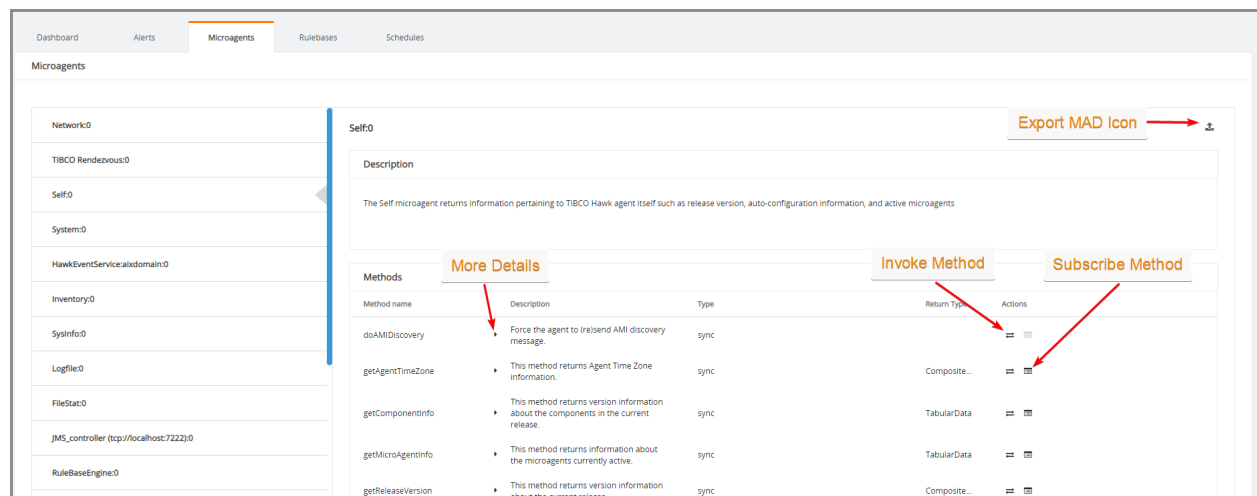 Dashboard
Alerts
Microagents
Rulebases
Schedules
Microagents
Network:0
TIBCO Rendezvous:0
Self:0
System:0
HawkEventService:aixdomain:0
Inventory:0
SysInfo:0
Logfile:0
FileStat:0
JMS_controller (tcp://localhost:7222):0
RuleBaseEngine:0
Self:0
Export MAD Icon
Description
The Self microagent returns information pertaining to TIBCO Hawk agent itself such as release version, auto-configuration information, and active microagents
More Details
Invoke Method
Subscribe Method
Methods
Method name
Description
Type
Return Type
Actions
doAMIDiscovery
Force the agent to (re)send AMI discovery
message.
sync
getAgentTimeZone
This method returns Agent Time Zone
information.
sync
Composite...
getComponentInfo
This method returns version information
about the components in the current
release.
sync
TabularData
getMicroAgentInfo
This method returns information about
the microagents currently active.
sync
TabularData
getReleaseVersion
This method returns version information
about the current release.
sync
Composite...